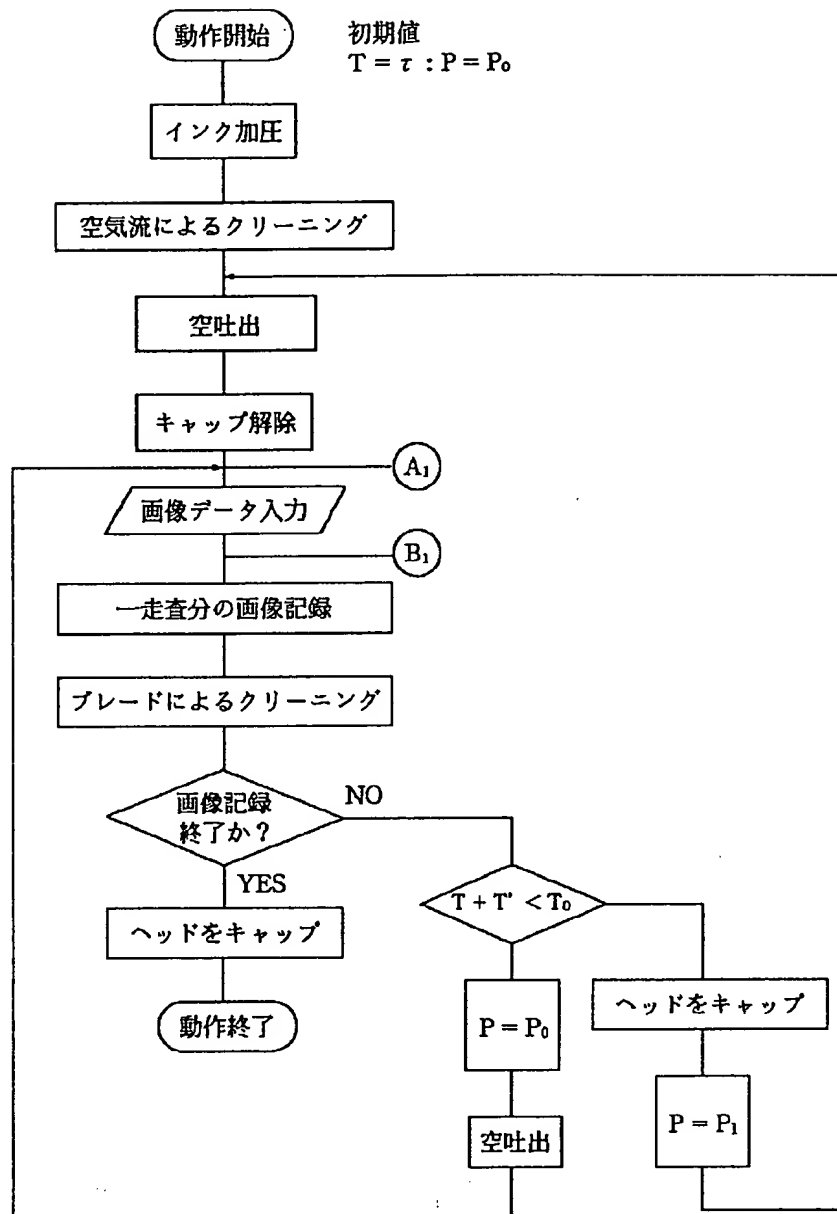 動作開始
初期値
T = τ : P = P₀
インク加圧
空気流によるクリーニング
空吐出
キャップ解除
A₁
画像データ入力
B₁
一走査分の画像記録
ブレードによるクリーニング
画像記録
終了か？
NO
YES
T + T' < T₀
ヘッドをキャップ
ヘッドをキャップ
動作終了
P = P₀
P = P₁
空吐出